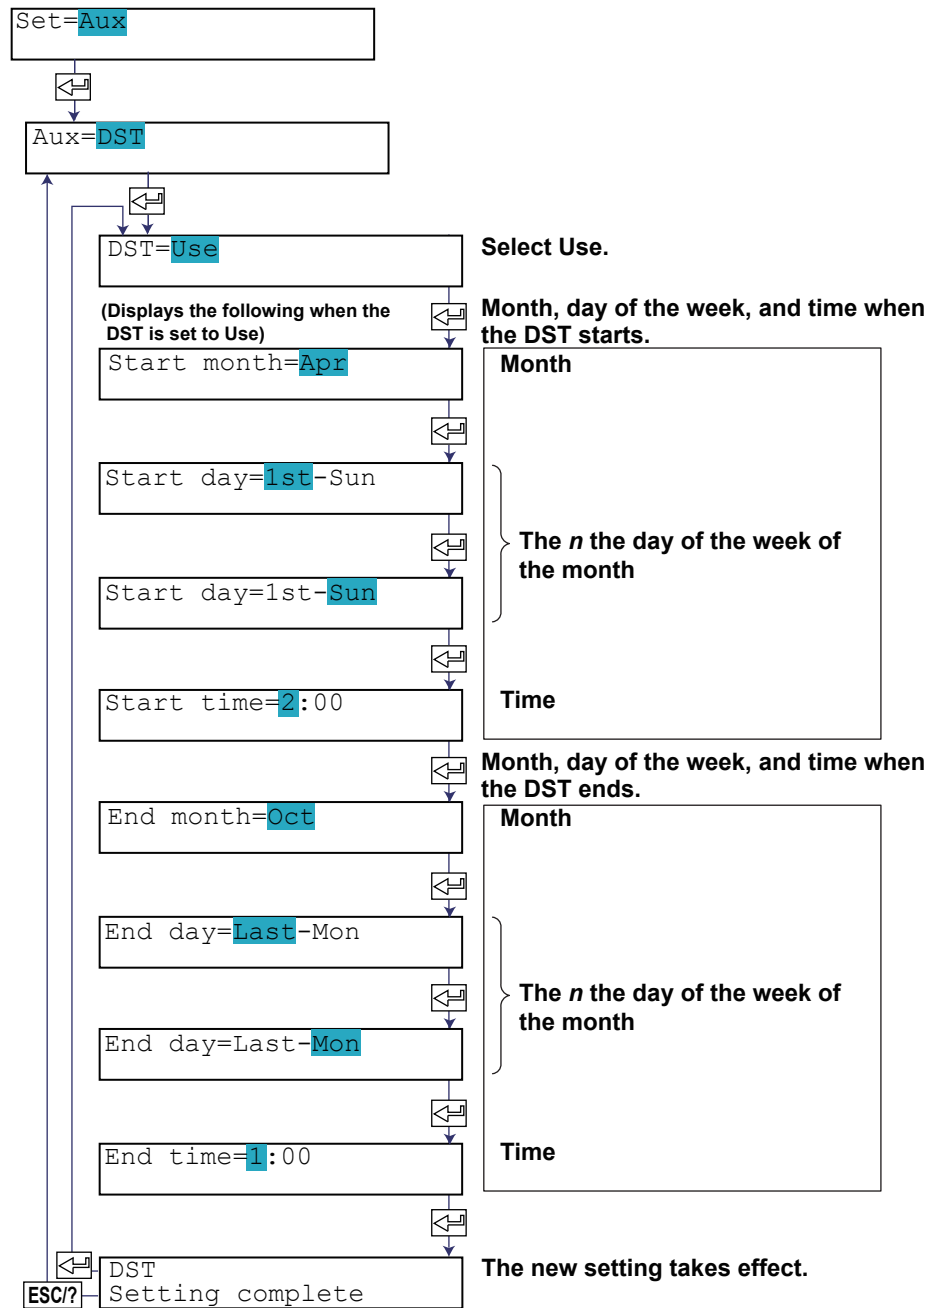 Set=Aux
Aux=DST
DST=Use
Select Use.
(Displays the following when the
DST is set to Use)
Month, day of the week, and time when
the DST starts.
Start month=Apr
Month
Start day=1st-Sun
The n the day of the week of
the month
Start day=1st-Sun
Start time=2:00
Time
Month, day of the week, and time when
the DST ends.
End month=Oct
Month
End day=Last-Mon
The n the day of the week of
the month
End day=Last-Mon
End time=1:00
Time
DST
Setting complete
The new setting takes effect.
ESC/?